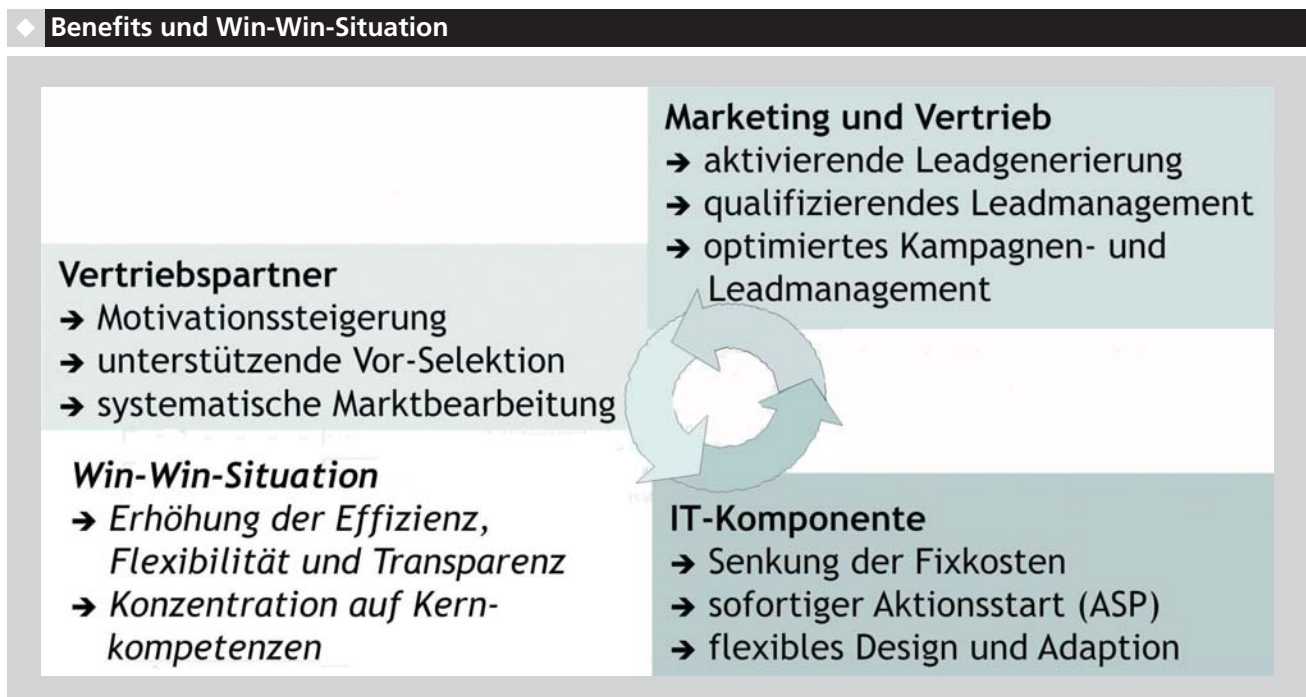 Benefits und Win-Win-Situation
Marketing und Vertrieb
➔ aktivierende Leadgenerierung
➔ qualifizierendes Leadmanagement
➔ optimiertes Kampagnen- und
Leadmanagement
Vertriebspartner
➔ Motivationssteigerung
➔ unterstützende Vor-Selektion
➔ systematische Marktbearbeitung
Win-Win-Situation
➔ Erhöhung der Effizienz,
Flexibilität und Transparenz
➔ Konzentration auf Kern-
kompetenzen
IT-Komponente
➔ Senkung der Fixkosten
➔ sofortiger Aktionsstart (ASP)
➔ flexibles Design und Adaption